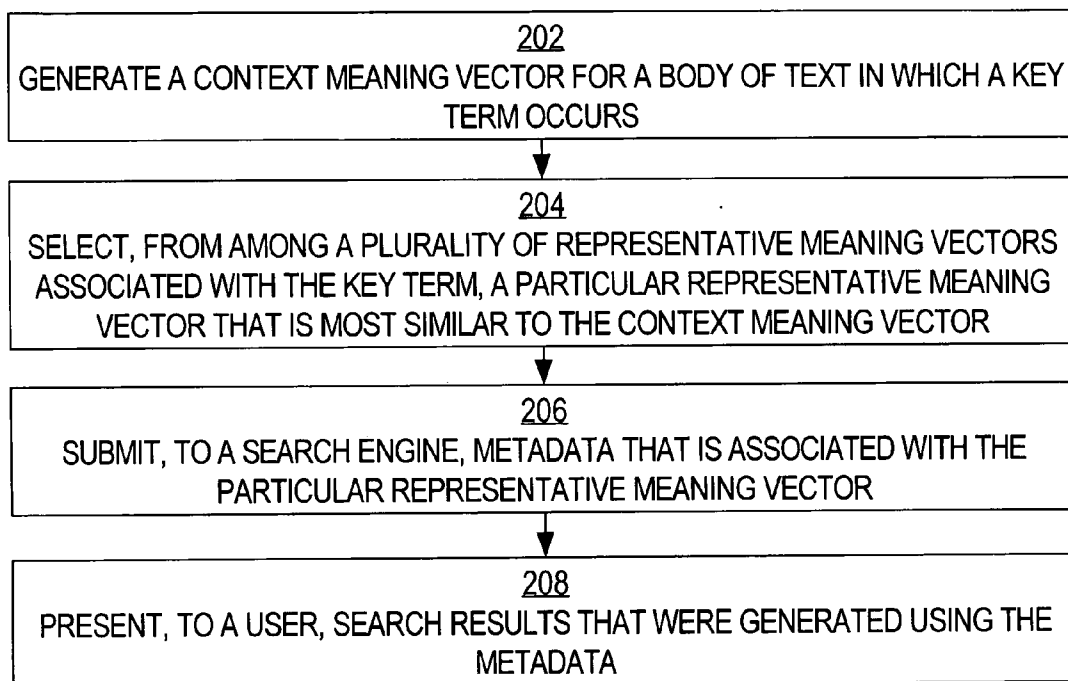 202
GENERATE A CONTEXT MEANING VECTOR FOR A BODY OF TEXT IN WHICH A KEY
TERM OCCURS
204
SELECT, FROM AMONG A PLURALITY OF REPRESENTATIVE MEANING VECTORS
ASSOCIATED WITH THE KEY TERM, A PARTICULAR REPRESENTATIVE MEANING
VECTOR THAT IS MOST SIMILAR TO THE CONTEXT MEANING VECTOR
206
SUBMIT, TO A SEARCH ENGINE, METADATA THAT IS ASSOCIATED WITH THE
PARTICULAR REPRESENTATIVE MEANING VECTOR
208
PRESENT, TO A USER, SEARCH RESULTS THAT WERE GENERATED USING THE
METADATA